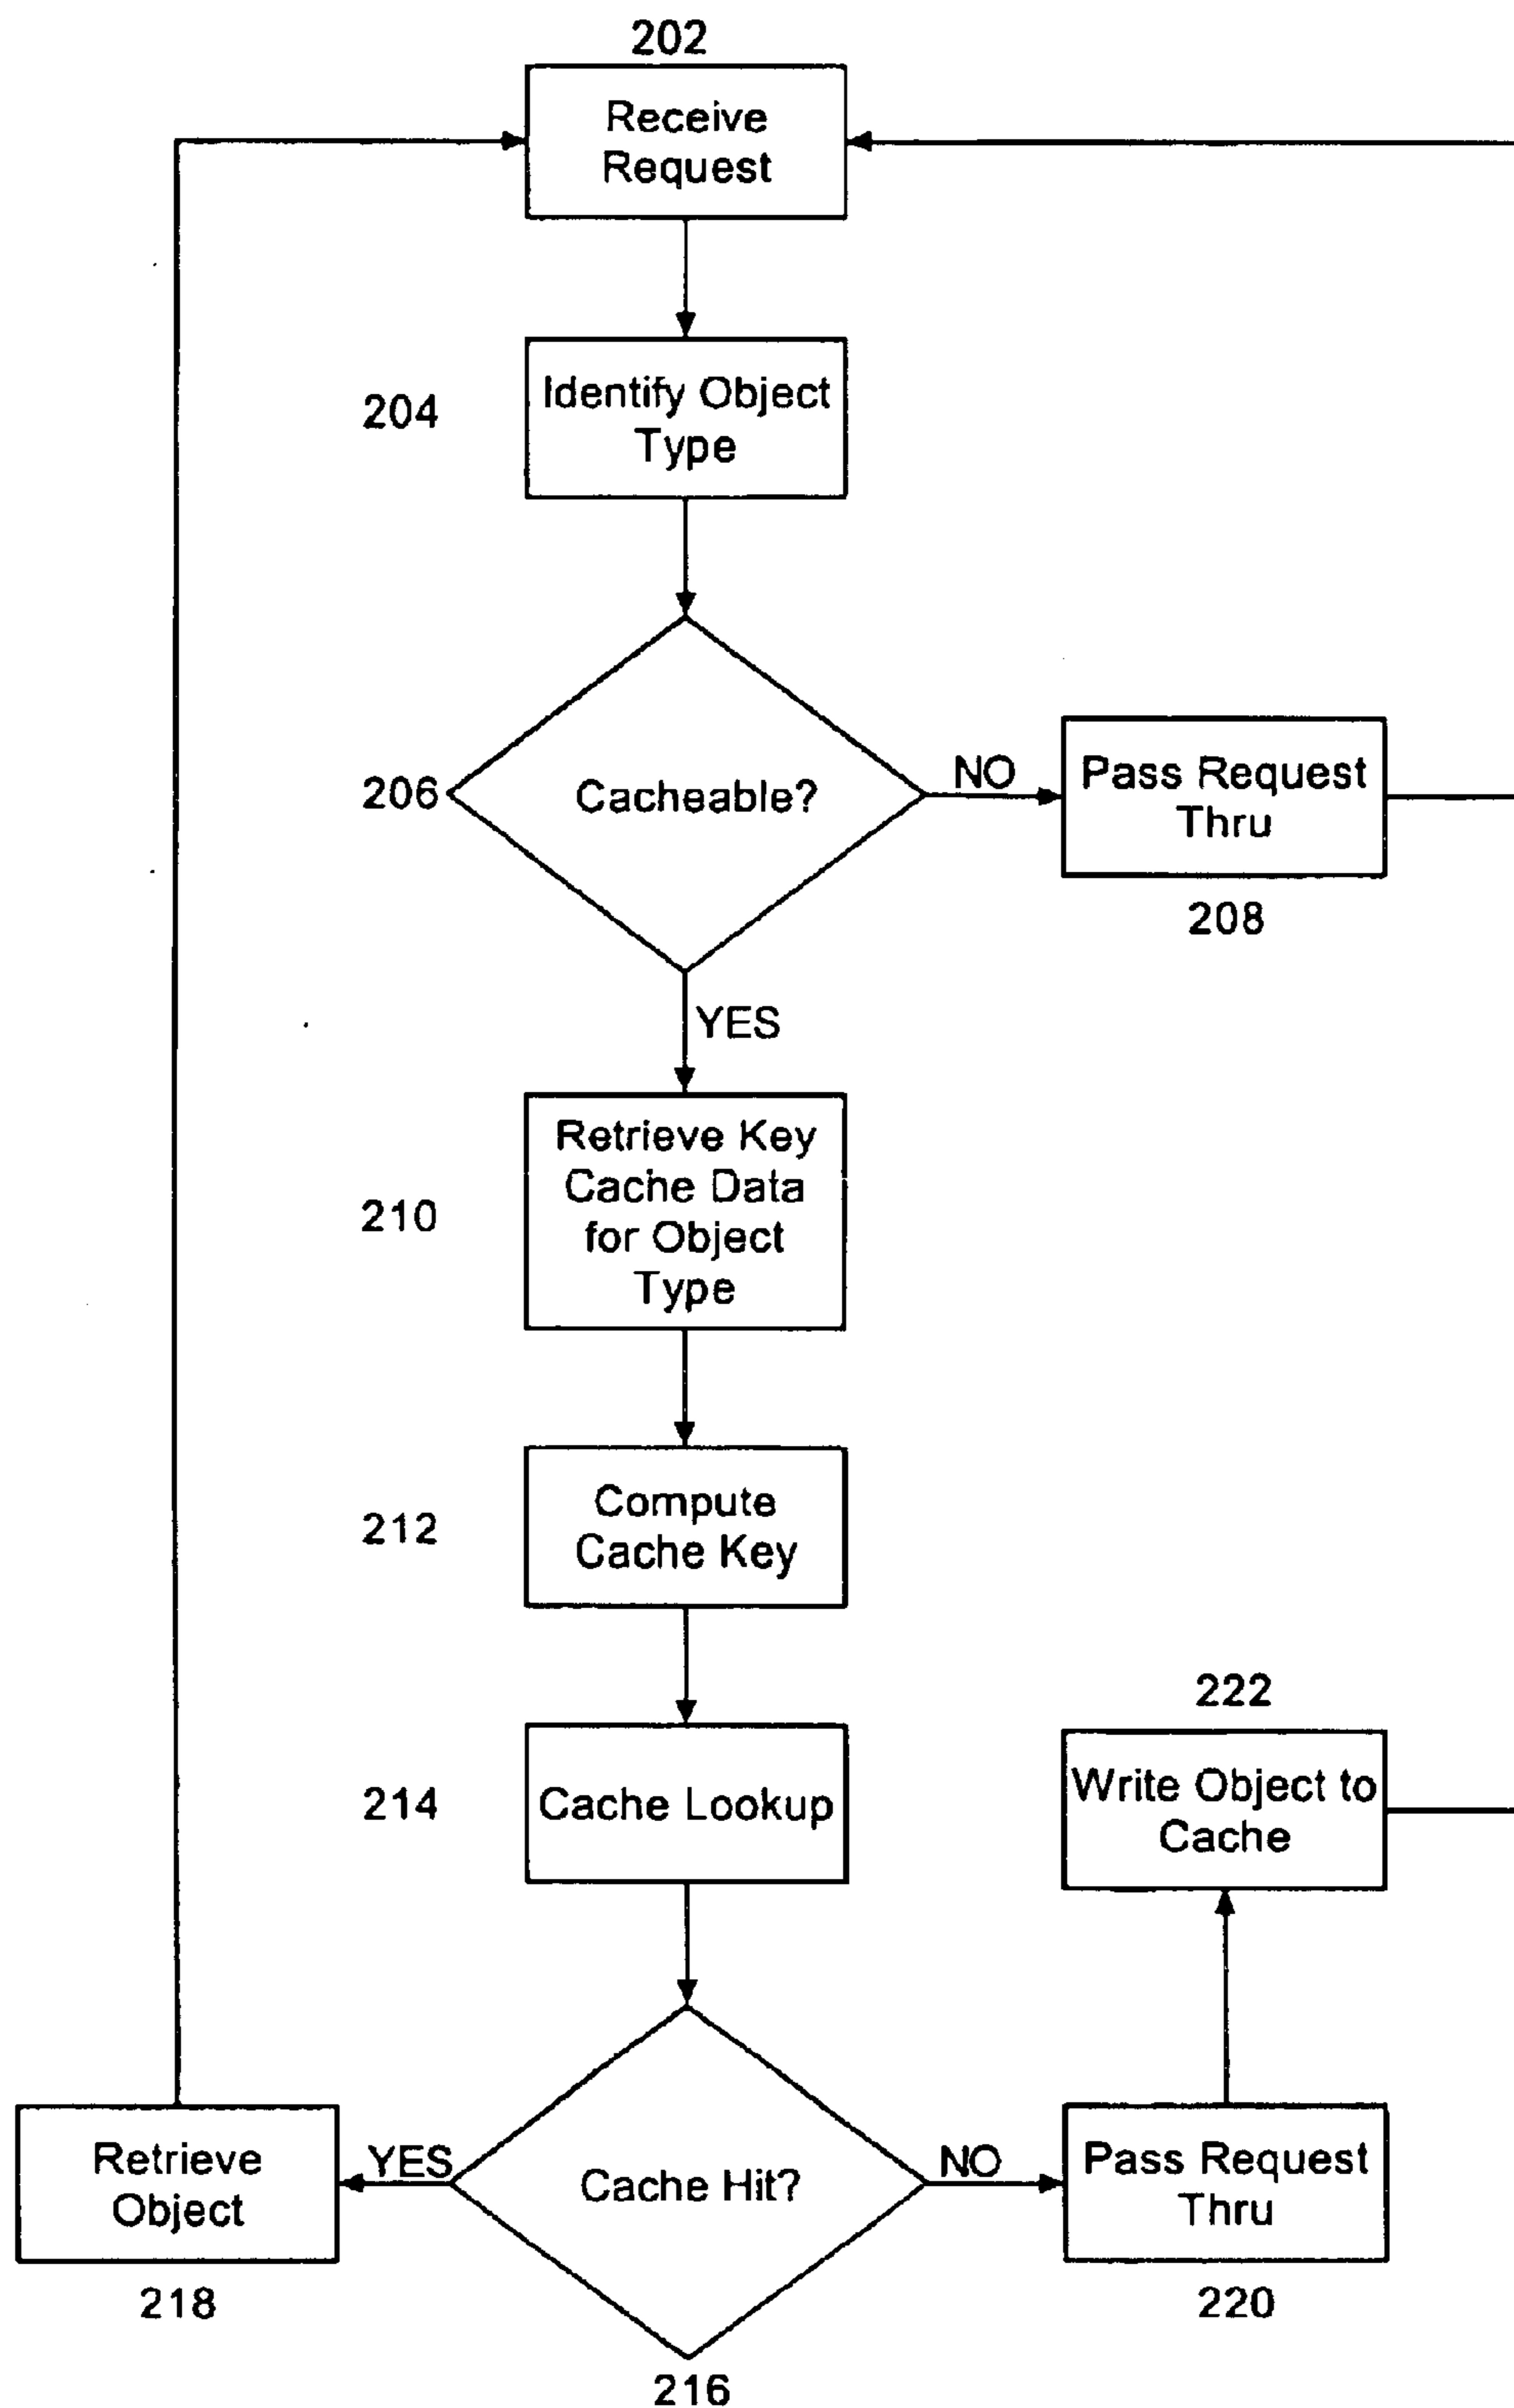 202
Receive
Request
204
Identify Object
Type
206
Cacheable?
NO
Pass Request
Thru
208
YES
210
Retrieve Key
Cache Data
for Object
Type
212
Compute
Cache Key
214
Cache Lookup
222
Write Object to
Cache
Retrieve
Object
218
YES
Cache Hit?
216
NO
Pass Request
Thru
220